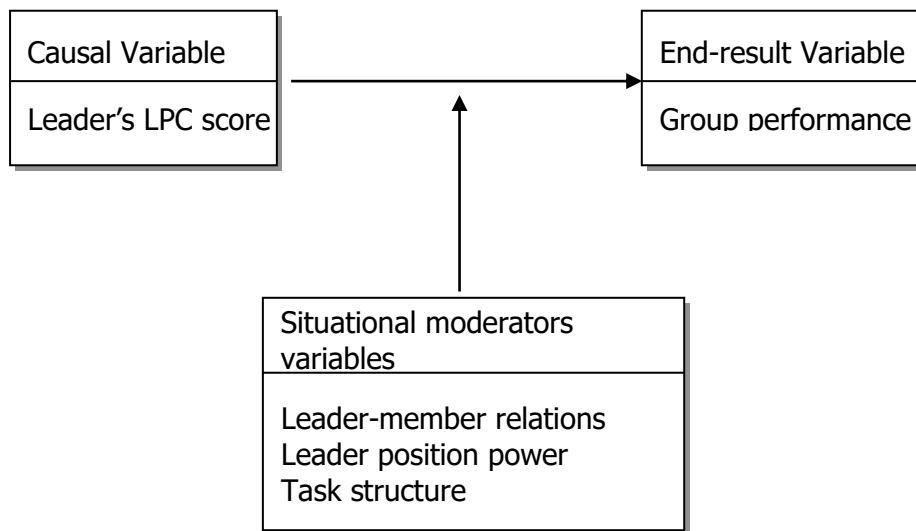 Causal Variable
Leader’s LPC score
End-result Variable
Group performance
Situational moderators
variables
Leader-member relations
Leader position power
Task structure